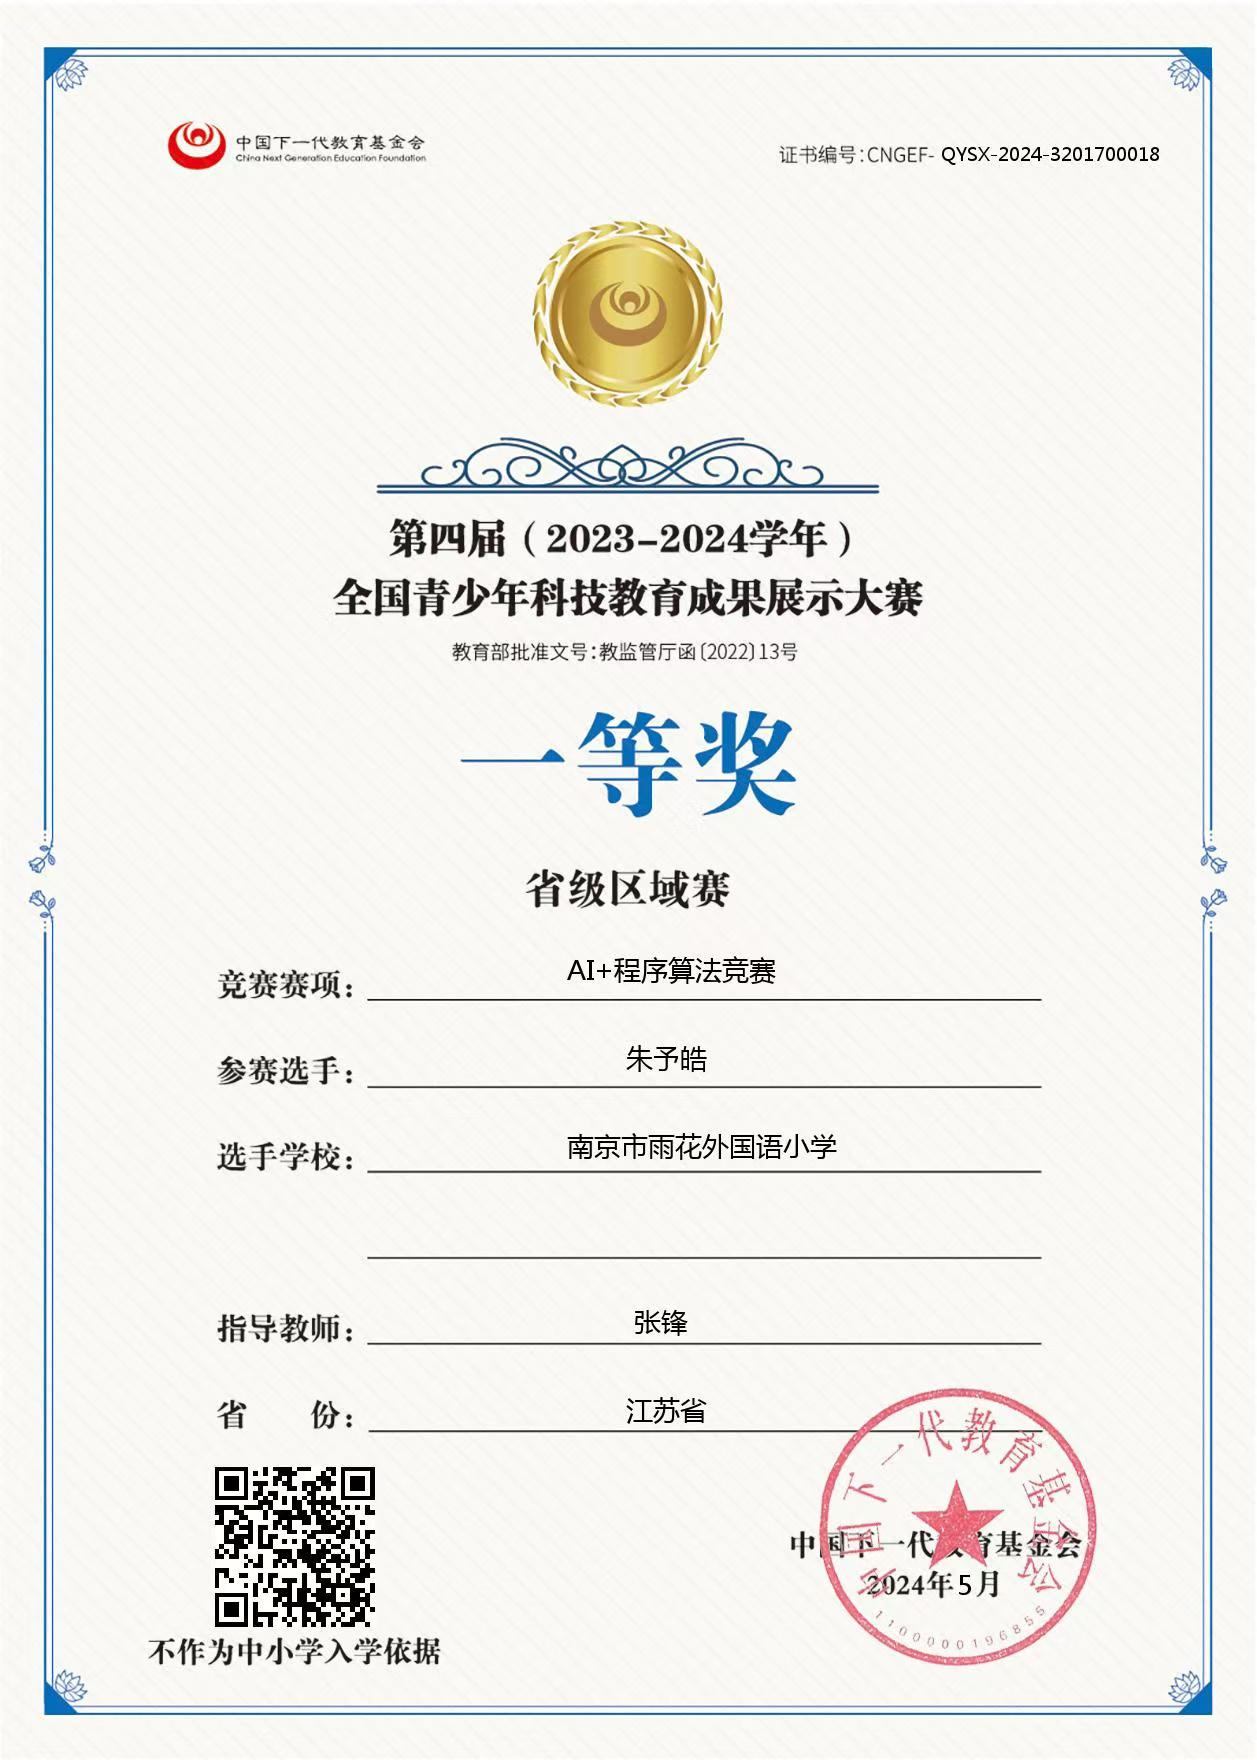 中国下一代教育基金会
China Next Generation Education Foundation
证书编号:CNGEF- QYSX-2024-3201700018
第四届（2023-2024学年）
全国青少年科技教育成果展示大赛
教育部批准文号:教监管厅函〔2022〕13号
一等奖
省级区域赛
竞赛赛项: AI+程序算法竞赛
参赛选手: 朱予皓
选手学校: 南京市雨花外国语小学
指导教师: 张锋
省 份: 江苏省
中国下一代教育基金会
中国下一代教育基金会
2024年5月
1100000196855
不作为中小学入学依据